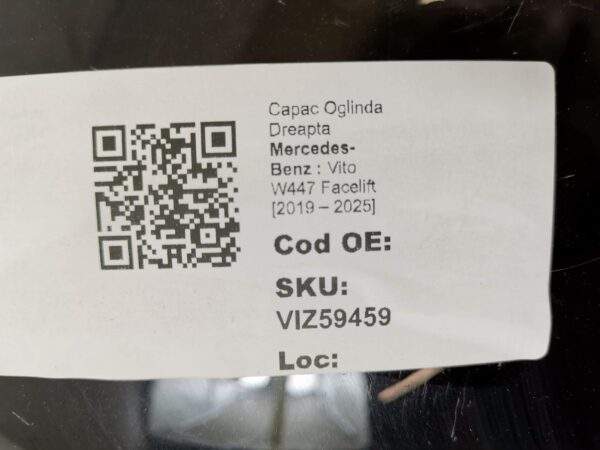 Capac Oglinda
Dreapta
Mercedes-
Benz : Vito
W447 Facelift
[2019 – 2025]
Cod OE:
SKU:
VIZ59459
Loc: